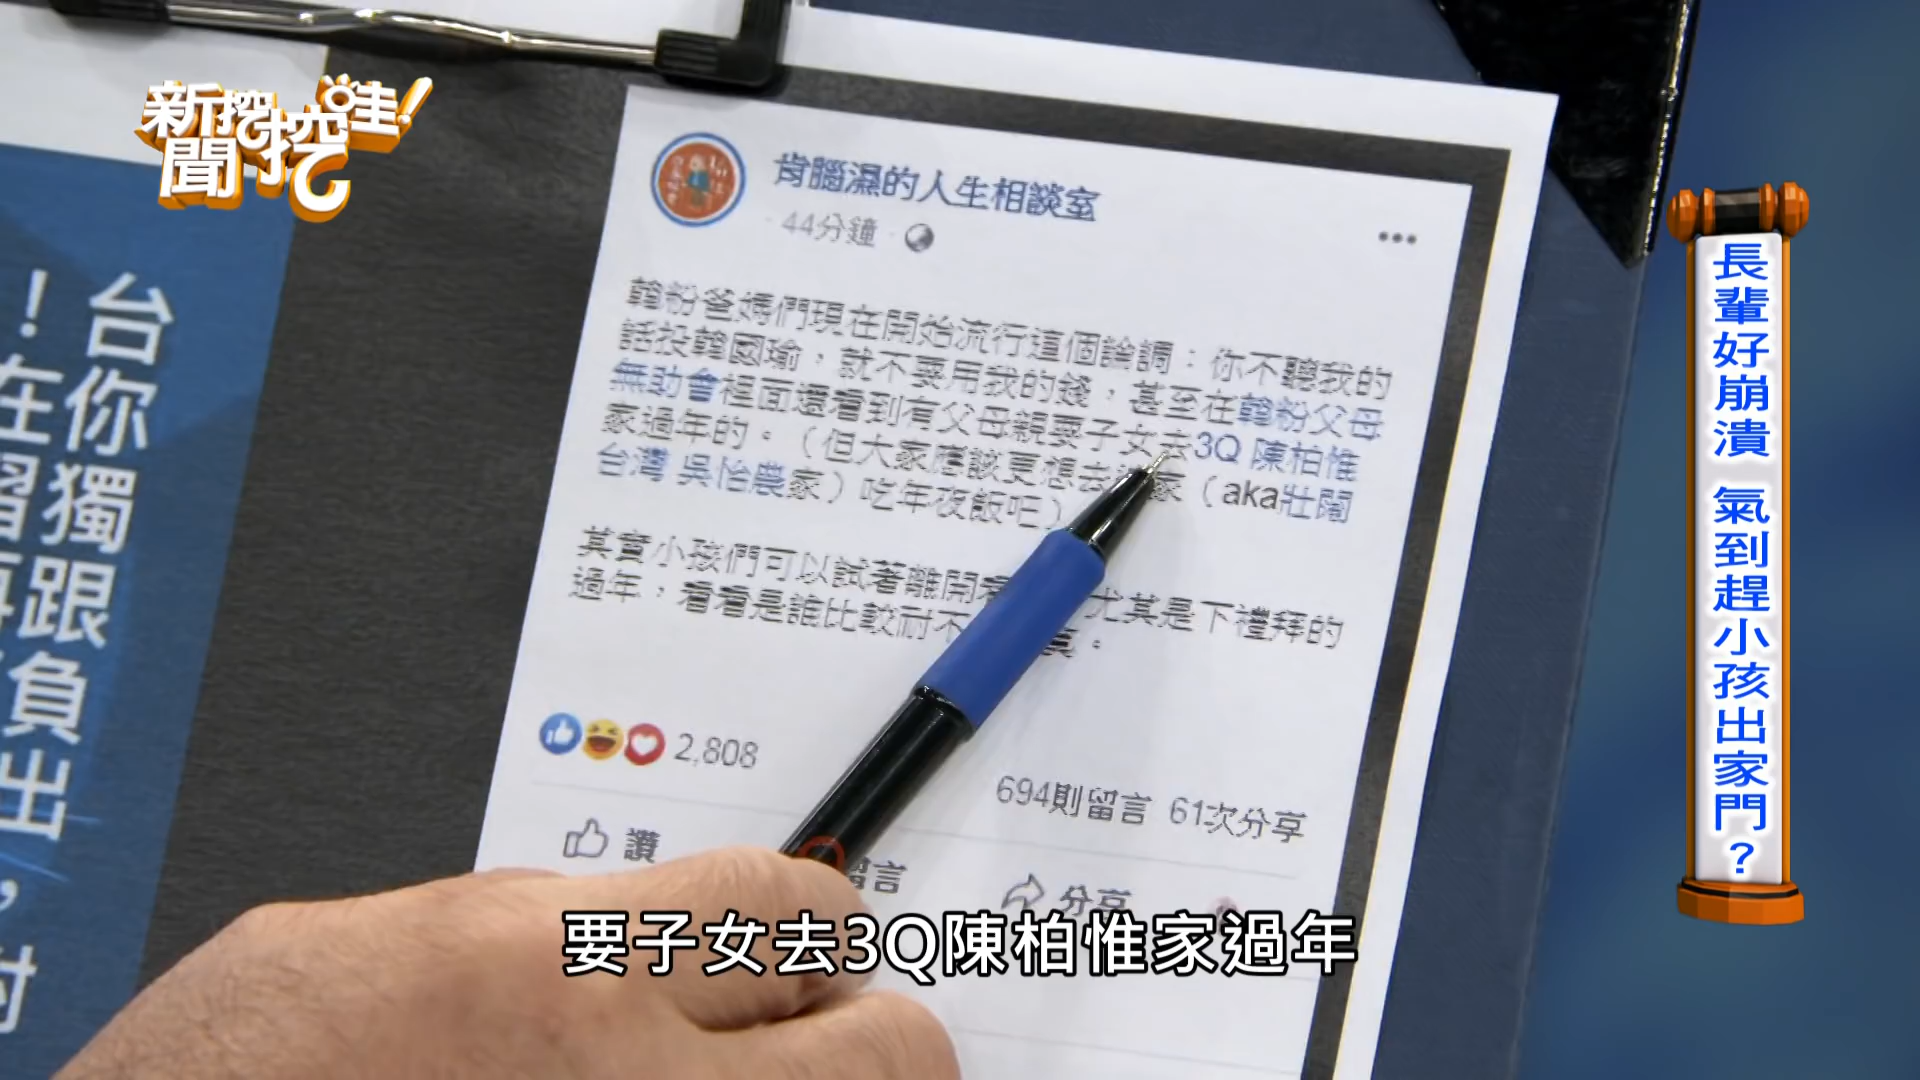 新聞挖挖哇!
肯腦濕的人生相談室
44分鐘
韓粉爸媽們現在開始流行這個論調：你不聽我的
話投韓國瑜，就不要用我的錢，甚至在韓粉父母
無助會裡面還看到有父母親要子女去3Q 陳柏惟
家過年的。（但大家應該更想去 家（aka壯闊
台灣 吳怡農家）吃年夜飯吧）
其實小孩們可以試著離開 尤其是下禮拜的
過年，看看是誰比較耐不 。
2,808
694則留言 61次分享
讚
留言
分享
台你獨跟負出
長輩好崩潰 氣到趕小孩出家門？
要子女去3Q陳柏惟家過年